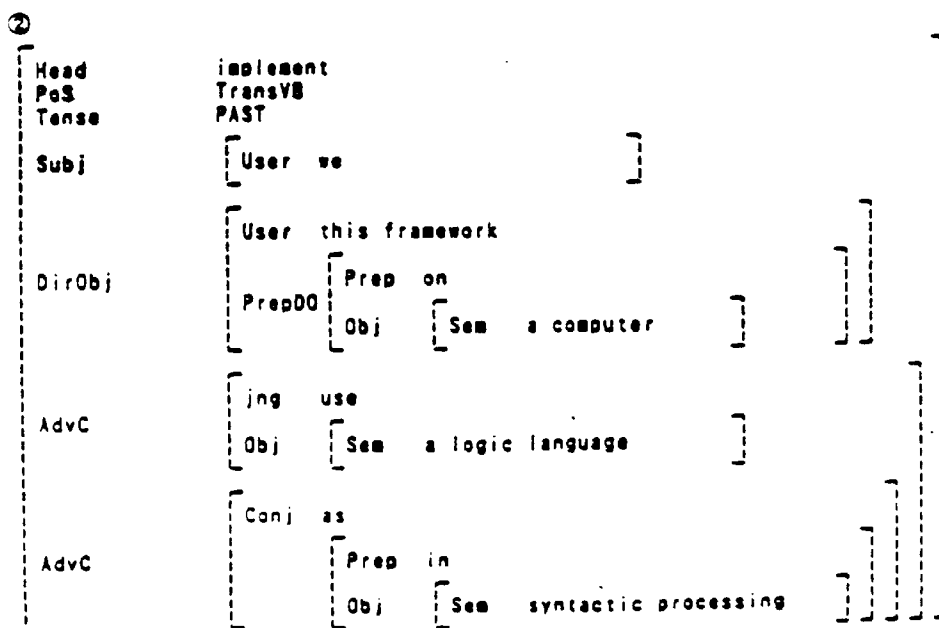 ②
Head implement
PoS TransVB
Tense PAST
Subj User we
User this framework
Prep on
DirObj
PrepDO
Obj Sem a computer
jng use
AdvC
Obj Sem a logic language
Conj as
AdvC Prep in
Obj Sem syntactic processing